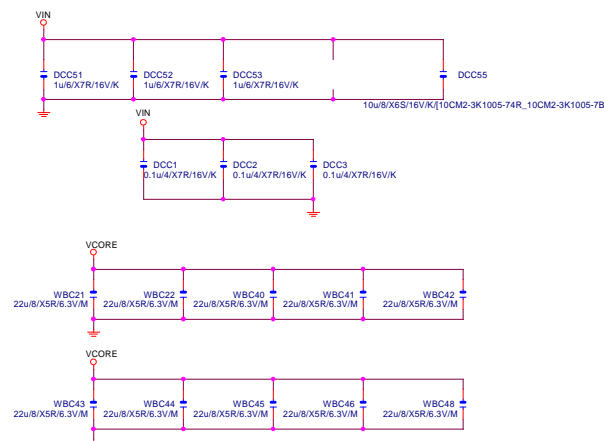 VIN
DCC51 DCC52 DCC53 DCC55
1u/6/X7R/16V/K 1u/6/X7R/16V/K 1u/6/X7R/16V/K
10u/8/X6S/16V/K/[10CM2-3K1005-74R_10CM2-3K1005-7B
VIN
DCC1 DCC2 DCC3
0.1u/4/X7R/16V/K 0.1u/4/X7R/16V/K 0.1u/4/X7R/16V/K
VCORE
WBC21 WBC22 WBC40 WBC41 WBC42
22u/8/X5R/6.3V/M 22u/8/X5R/6.3V/M 22u/8/X5R/6.3V/M 22u/8/X5R/6.3V/M 22u/8/X5R/6.3V/M
VCORE
WBC43 WBC44 WBC45 WBC46 WBC48
22u/8/X5R/6.3V/M 22u/8/X5R/6.3V/M 22u/8/X5R/6.3V/M 22u/8/X5R/6.3V/M 22u/8/X5R/6.3V/M